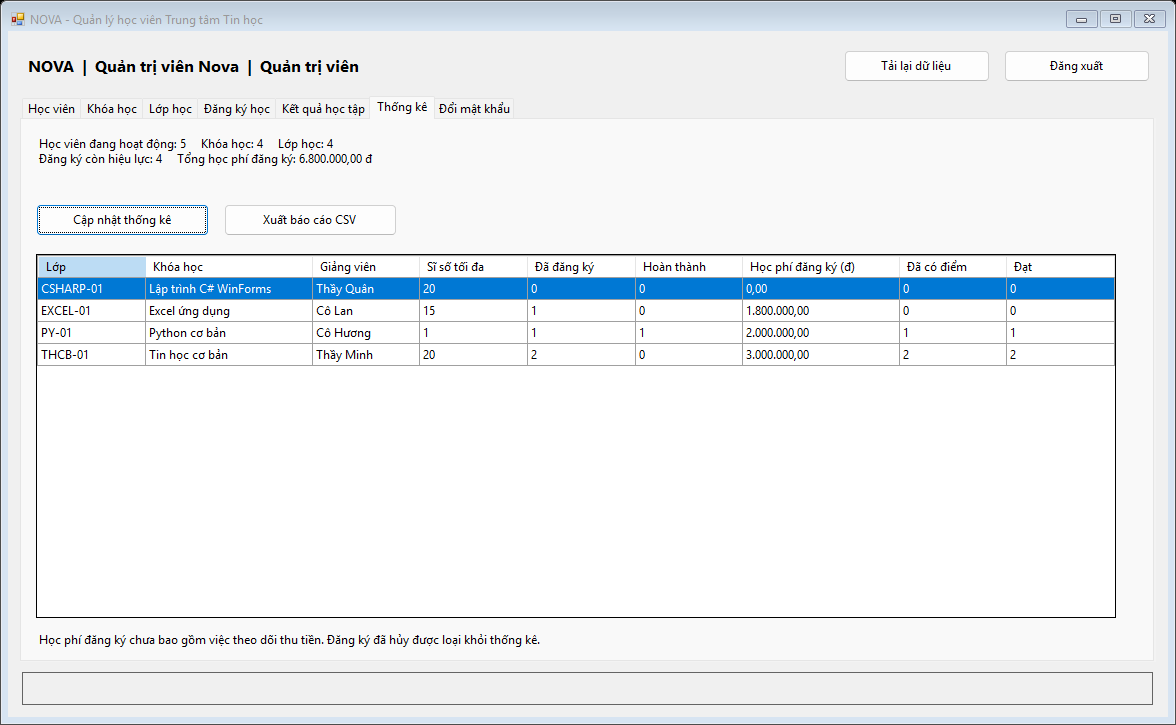 NOVA - Quản lý học viên Trung tâm Tin học
NOVA | Quản trị viên Nova | Quản trị viên
Tải lại dữ liệu
Đăng xuất
Học viên Khóa học Lớp học Đăng ký học Kết quả học tập Thống kê Đổi mật khẩu
Học viên đang hoạt động: 5 Khóa học: 4 Lớp học: 4
Đăng ký còn hiệu lực: 4 Tổng học phí đăng ký: 6.800.000,00 đ
Cập nhật thống kê
Xuất báo cáo CSV
Lớp Khóa học Giảng viên Sĩ số tối đa Đã đăng ký Hoàn thành Học phí đăng ký (đ) Đã có điểm Đạt
CSHARP-01 Lập trình C# WinForms Thầy Quân 20 0 0 0,00 0 0
EXCEL-01 Excel ứng dụng Cô Lan 15 1 0 1.800.000,00 0 0
PY-01 Python cơ bản Cô Hương 1 1 1 2.000.000,00 1 1
THCB-01 Tin học cơ bản Thầy Minh 20 2 0 3.000.000,00 2 2
Học phí đăng ký chưa bao gồm việc theo dõi thu tiền. Đăng ký đã hủy được loại khỏi thống kê.